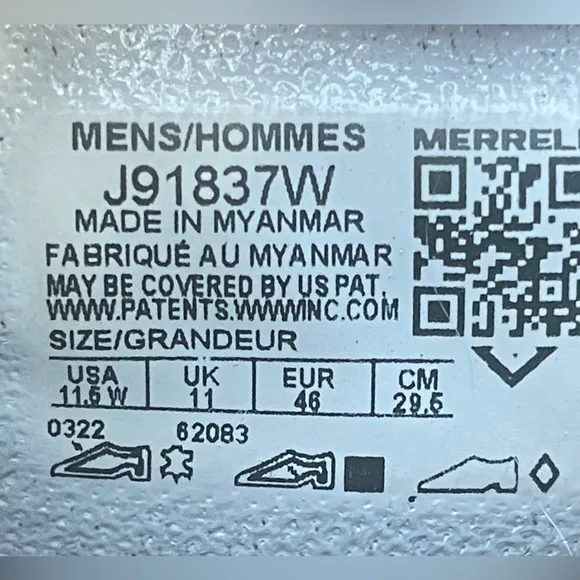 MENS/HOMMES
MERRELL
J91837W
MADE IN MYANMAR
FABRIQUÉ AU MYANMAR
MAY BE COVERED BY US PAT.
WWW.PATENTS.WWWINC.COM
SIZE/GRANDEUR
USA UK EUR CM
11.5 W 11 46 29.5
0322 62083